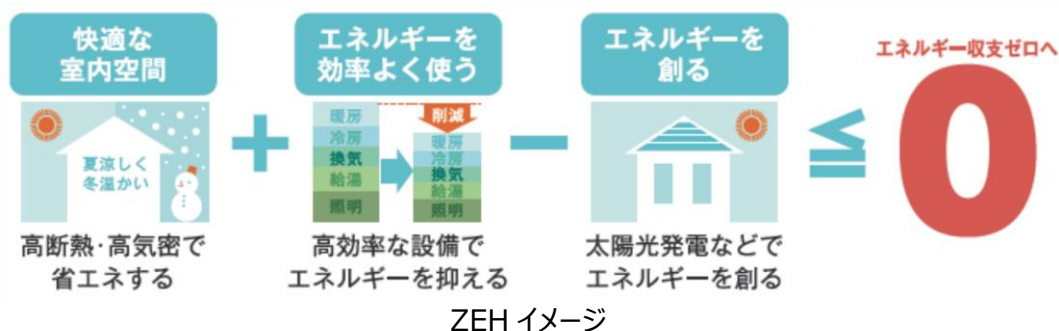 快適な
室内空間
夏涼しく
冬温かい
高断熱・高気密で
省エネする
+
エネルギーを
効率よく使う
暖房
冷房
換気
給湯
照明
削減
暖房
冷房
換気
給湯
照明
高効率な設備で
エネルギーを抑える
−
エネルギーを
創る
太陽光発電などで
エネルギーを創る
≦
エネルギー収支ゼロへ
0
ZEH イメージ